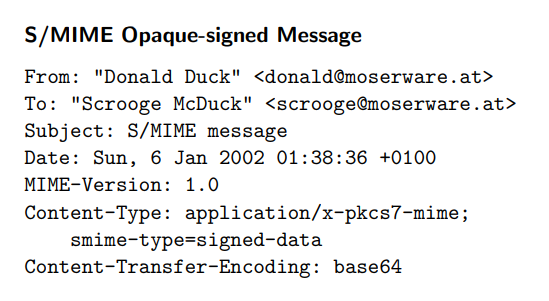 S/MIME Opaque-signed Message
From: "Donald Duck" <donald@moserware.at>
To: "Scrooge McDuck" <scrooge@moserware.at>
Subject: S/MIME message
Date: Sun, 6 Jan 2002 01:38:36 +0100
MIME-Version: 1.0
Content-Type: application/x-pkcs7-mime;
    smime-type=signed-data
Content-Transfer-Encoding: base64